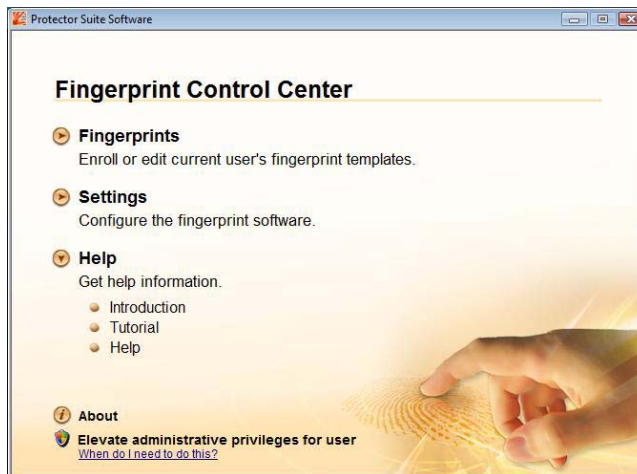 Protector Suite Software
Fingerprint Control Center
Fingerprints
Enroll or edit current user's fingerprint templates.
Settings
Configure the fingerprint software.
Help
Get help information.
Introduction
Tutorial
Help
About
Elevate administrative privileges for user
When do I need to do this?